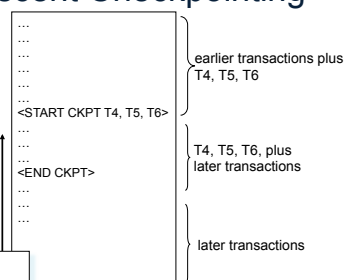 Checkpointing
…
…
…
…
…
…
<START CKPT T4, T5, T6>
…
…
…
<END CKPT>
…
…
…
earlier transactions plus
T4, T5, T6
T4, T5, T6, plus
later transactions
later transactions